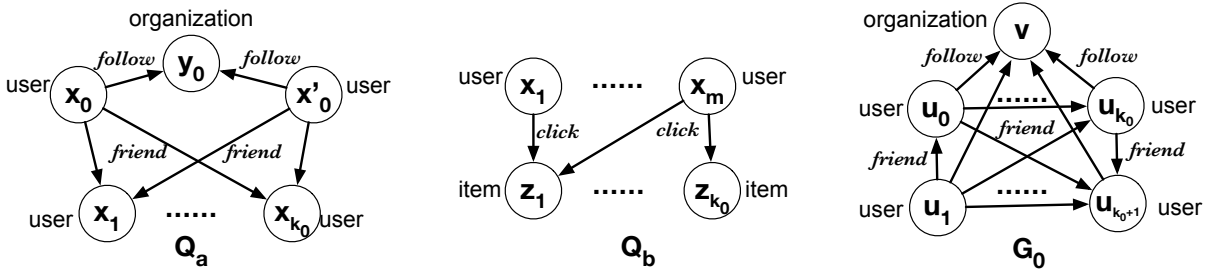 organization
follow
follow
y0
user
x0
x'0
user
friend
friend
user
x1
......
xk0
user
Qa
user
x1
......
xm
user
click
click
item
z1
......
zk0
item
Qb
organization
v
follow
follow
user
u0
......
uk0
user
friend
friend
friend
user
u1
......
uk0+1
user
G0